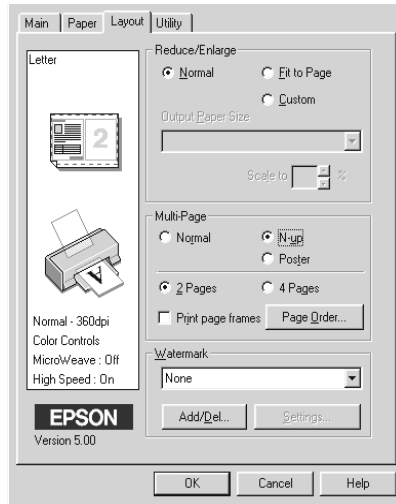 Main Paper Layout Utility
Letter
2
A
Normal - 360dpi
Color Controls
MicroWeave : Off
High Speed : On
EPSON
Version 5.00
Reduce/Enlarge
Normal Fit to Page
Custom
Output Paper Size
Scale to %
Multi-Page
Normal N-up
Poster
2 Pages 4 Pages
Print page frames Page Order...
Watermark
None
Add/Del... Settings...
OK Cancel Help